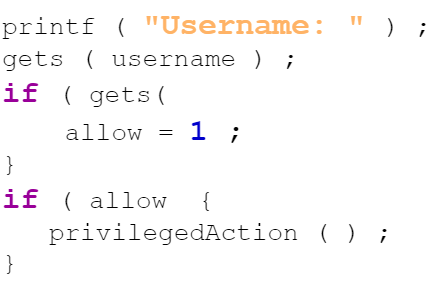 printf ( "Username: " ) ;
gets ( username ) ;
if ( gets(
allow = 1 ;
}
if ( allow {
privilegedAction ( ) ;
}